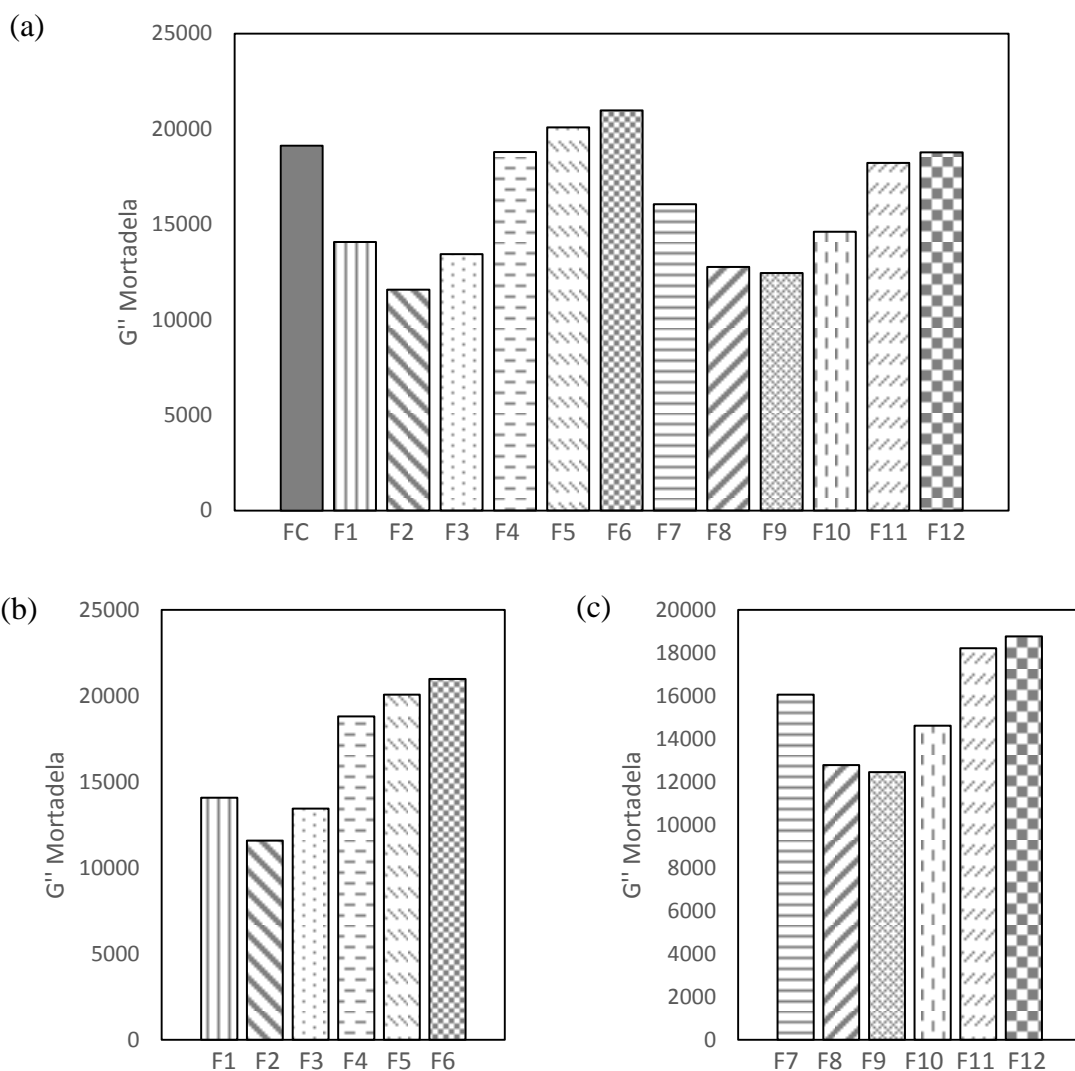 (a)
25000
20000
15000
10000
5000
0
G'' Mortadela
FC F1 F2 F3 F4 F5 F6 F7 F8 F9 F10 F11 F12
(b)
25000
20000
15000
10000
5000
0
G'' Mortadela
F1 F2 F3 F4 F5 F6
(c)
20000
18000
16000
14000
12000
10000
8000
6000
4000
2000
0
G'' Mortadela
F7 F8 F9 F10 F11 F12